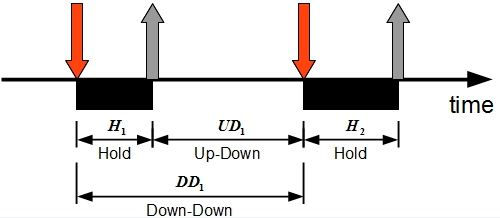 time
H1 UD1 H2
Hold Up-Down Hold
DD1
Down-Down